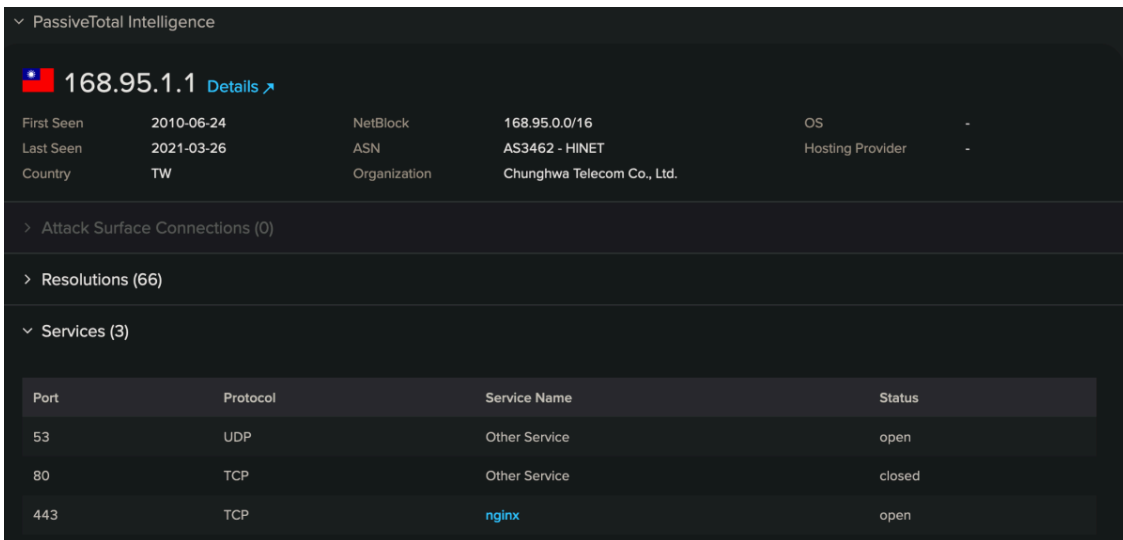 PassiveTotal Intelligence
168.95.1.1 Details ↗
First Seen 2010-06-24 NetBlock 168.95.0.0/16 OS -
Last Seen 2021-03-26 ASN AS3462 - HINET Hosting Provider -
Country TW Organization Chunghwa Telecom Co., Ltd.
Attack Surface Connections (0)
Resolutions (66)
Services (3)
Port Protocol Service Name Status
53 UDP Other Service open
80 TCP Other Service closed
443 TCP nginx open